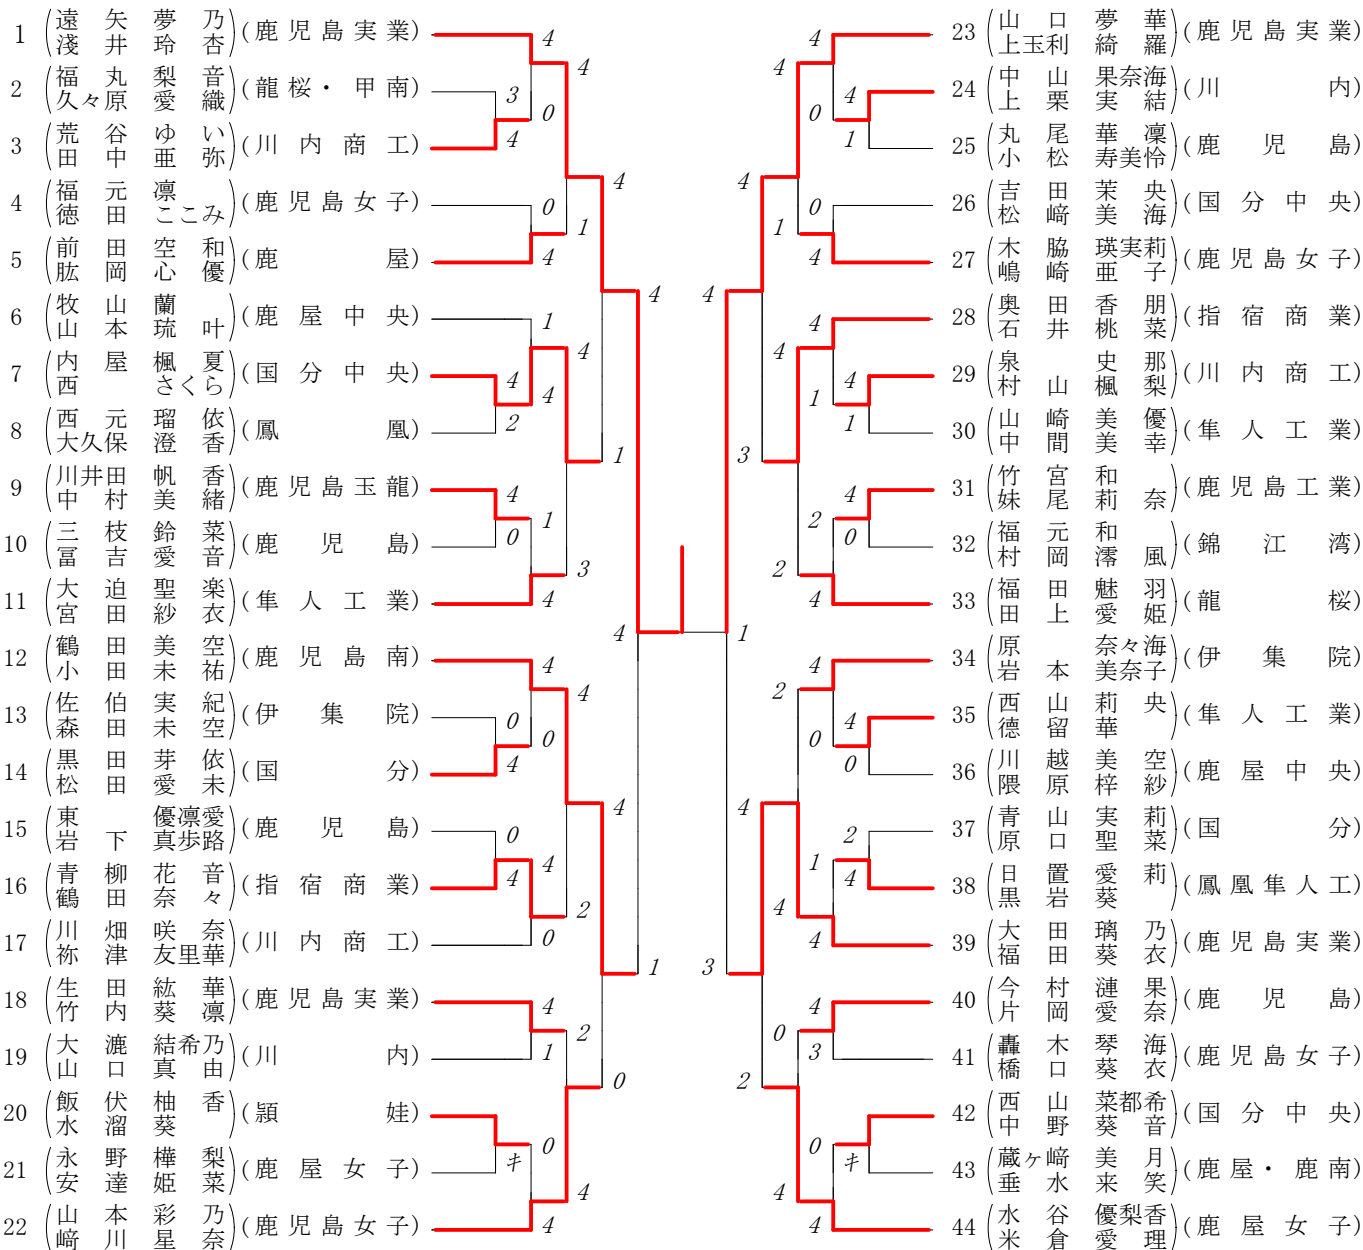 1 (遠矢夢乃 淺井玲杏) (鹿児島実業)
2 (福丸梨音 久々原愛織) (龍桜・甲南)
3 (荒谷ゆい 田中亜弥) (川内商工)
4 (福元凛 徳田ここみ) (鹿児島女子)
5 (前田空和 肱岡心優) (鹿屋)
6 (牧山蘭 山本琉叶) (鹿屋中央)
7 (内屋楓夏 西さくら) (国分中央)
8 (西元瑠依 大久保澄香) (鳳凰)
9 (川井田帆香 中村美緒) (鹿児島玉龍)
10 (三枝鈴菜 冨吉愛音) (鹿児島)
11 (大迫聖楽 宮田紗衣) (隼人工業)
12 (鶴田美空 小田未祐) (鹿児島南)
13 (佐伯実紀 森田未空) (伊集院)
14 (黒田芽依 松田愛未) (国分)
15 (東優凛愛 岩下真歩路) (鹿児島)
16 (青柳花音 鶴田奈々) (指宿商業)
17 (川畑咲奈 祢津友里華) (川内商工)
18 (生田紘華 竹内葵凛) (鹿児島実業)
19 (大漉結希乃 山口真由) (川内)
20 (飯伏柚香 水溜葵) (頴娃)
21 (永野樺梨 安達姫菜) (鹿屋女子)
22 (山本彩乃 﨑川星奈) (鹿児島女子)
4
3
0
4
4
0
1
4
4
1
4
4
4
2
1
4
0
1
3
4
4
4
4
0
0
4
0
4
4
2
0
4
1
4
1
2
0
0
キ
4
4
23 (山口夢華 上玉利綺羅) (鹿児島実業)
24 (中山果奈海 上栗実結) (川内)
25 (丸尾華凜 小松寿美怜) (鹿児島)
26 (吉田茉央 松﨑美海) (国分中央)
27 (木脇瑛実莉 嶋崎亜子) (鹿児島女子)
28 (奥田香朋 石井桃菜) (指宿商業)
29 (泉史那 村山楓梨) (川内商工)
30 (山崎美優 中間美幸) (隼人工業)
31 (竹宮和 妹尾莉奈) (鹿児島工業)
32 (福元和 村岡澪風) (錦江湾)
33 (福田魅羽 田上愛姫) (龍桜)
34 (原奈々海 岩本美奈子) (伊集院)
35 (西山莉央 德留華) (隼人工業)
36 (川越美空 隈原梓紗) (鹿屋中央)
37 (青山実莉 原口聖菜) (国分)
38 (日置愛莉 黒岩葵) (鳳凰隼人工)
39 (大田璃乃 福田葵衣) (鹿児島実業)
40 (今村漣果 片岡愛奈) (鹿児島)
41 (轟木琴海 橋口葵衣) (鹿児島女子)
42 (西山菜都希 中野葵音) (国分中央)
43 (蔵ケ﨑美月 垂水来笑) (鹿屋・鹿南)
44 (水谷優梨香 米倉愛理) (鹿屋女子)
4
4
4
0
1
4
0
1
4
4
4
4
4
1
1
3
4
2
0
2
4
1
4
2
4
0
0
4
2
1
4
4
4
3
4
0
3
2
0
キ
4
4